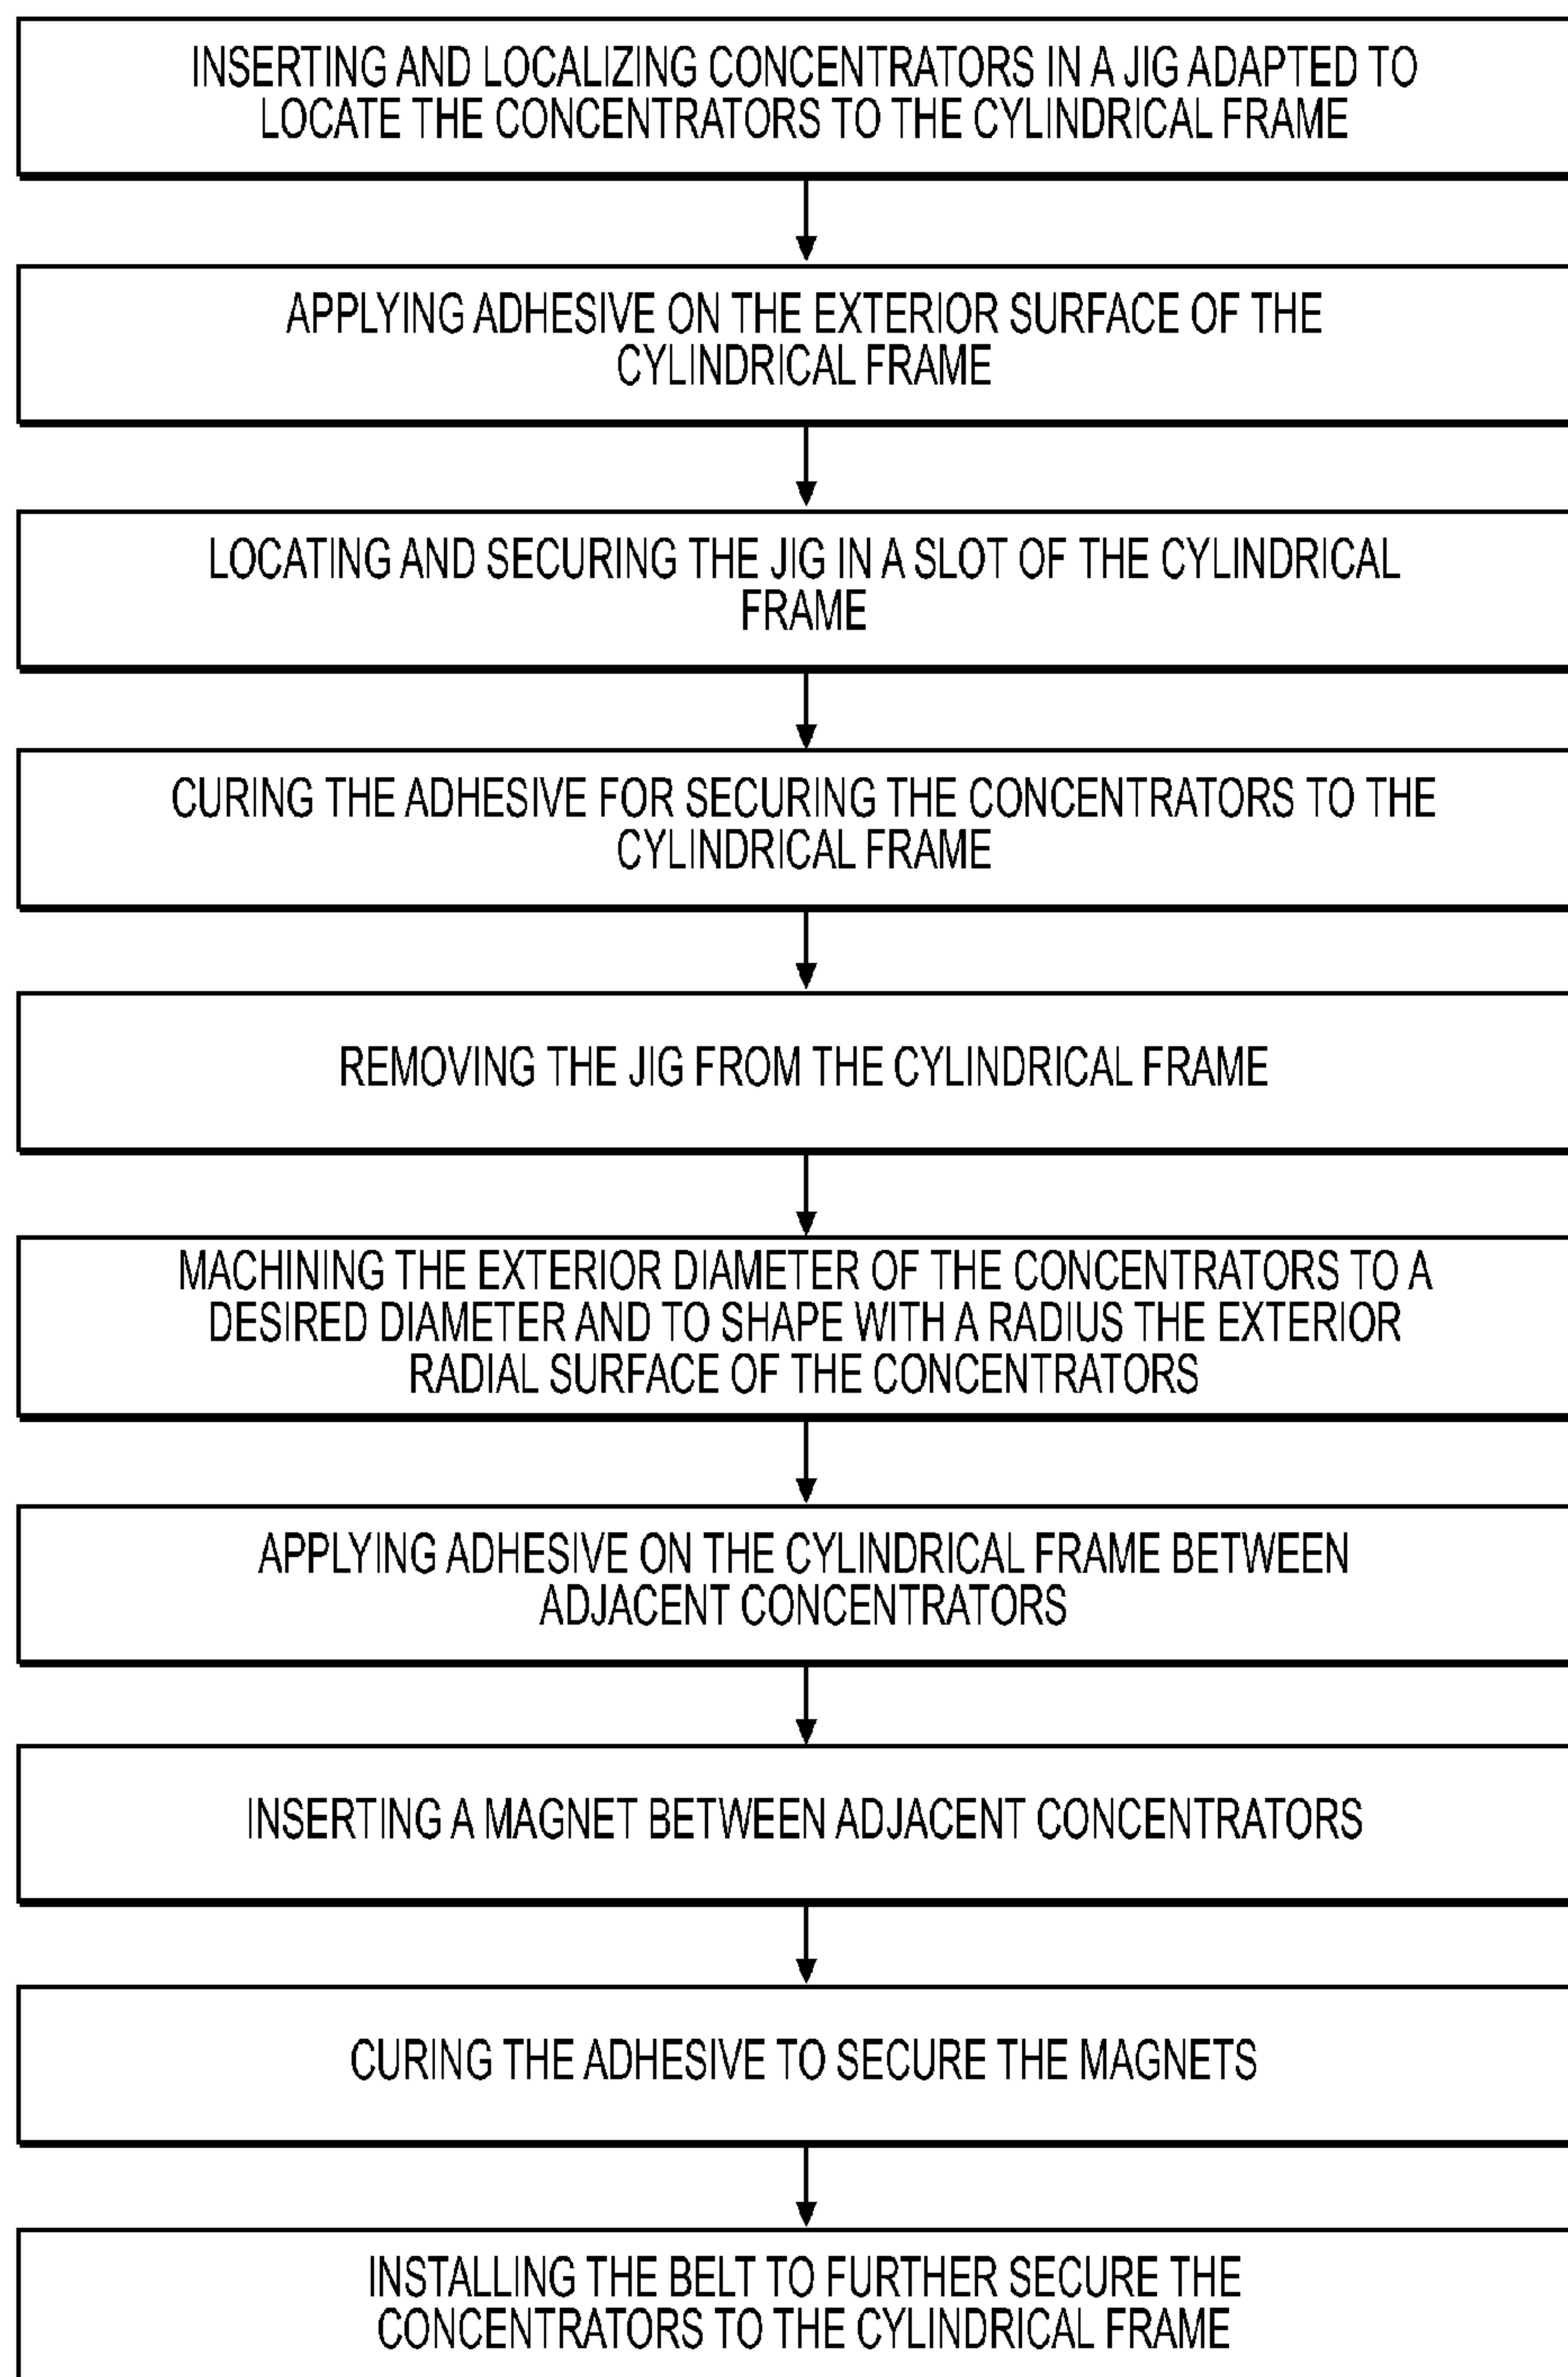 INSERTING AND LOCALIZING CONCENTRATORS IN A JIG ADAPTED TO
LOCATE THE CONCENTRATORS TO THE CYLINDRICAL FRAME
APPLYING ADHESIVE ON THE EXTERIOR SURFACE OF THE
CYLINDRICAL FRAME
LOCATING AND SECURING THE JIG IN A SLOT OF THE CYLINDRICAL
FRAME
CURING THE ADHESIVE FOR SECURING THE CONCENTRATORS TO THE
CYLINDRICAL FRAME
REMOVING THE JIG FROM THE CYLINDRICAL FRAME
MACHINING THE EXTERIOR DIAMETER OF THE CONCENTRATORS TO A
DESIRED DIAMETER AND TO SHAPE WITH A RADIUS THE EXTERIOR
RADIAL SURFACE OF THE CONCENTRATORS
APPLYING ADHESIVE ON THE CYLINDRICAL FRAME BETWEEN
ADJACENT CONCENTRATORS
INSERTING A MAGNET BETWEEN ADJACENT CONCENTRATORS
CURING THE ADHESIVE TO SECURE THE MAGNETS
INSTALLING THE BELT TO FURTHER SECURE THE
CONCENTRATORS TO THE CYLINDRICAL FRAME